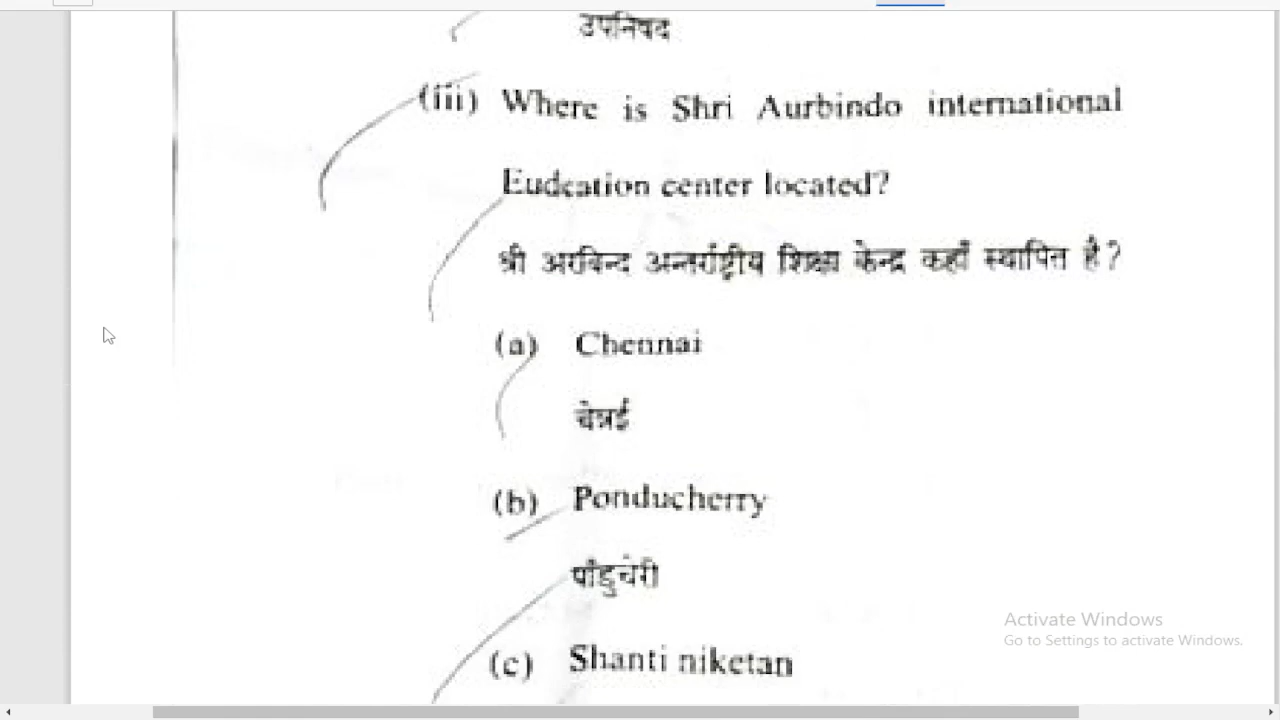 उपनिषद
(iii) Where is Shri Aurbindo international
Eudcation center located?
श्री अरविन्द अन्तर्राष्ट्रीय शिक्षा केन्द्र कहाँ स्थापित है?
(a) Chennai
चेन्नई
(b) Ponducherry
पांडुचेरी
(c) Shanti niketan
Activate Windows
Go to Settings to activate Windows.